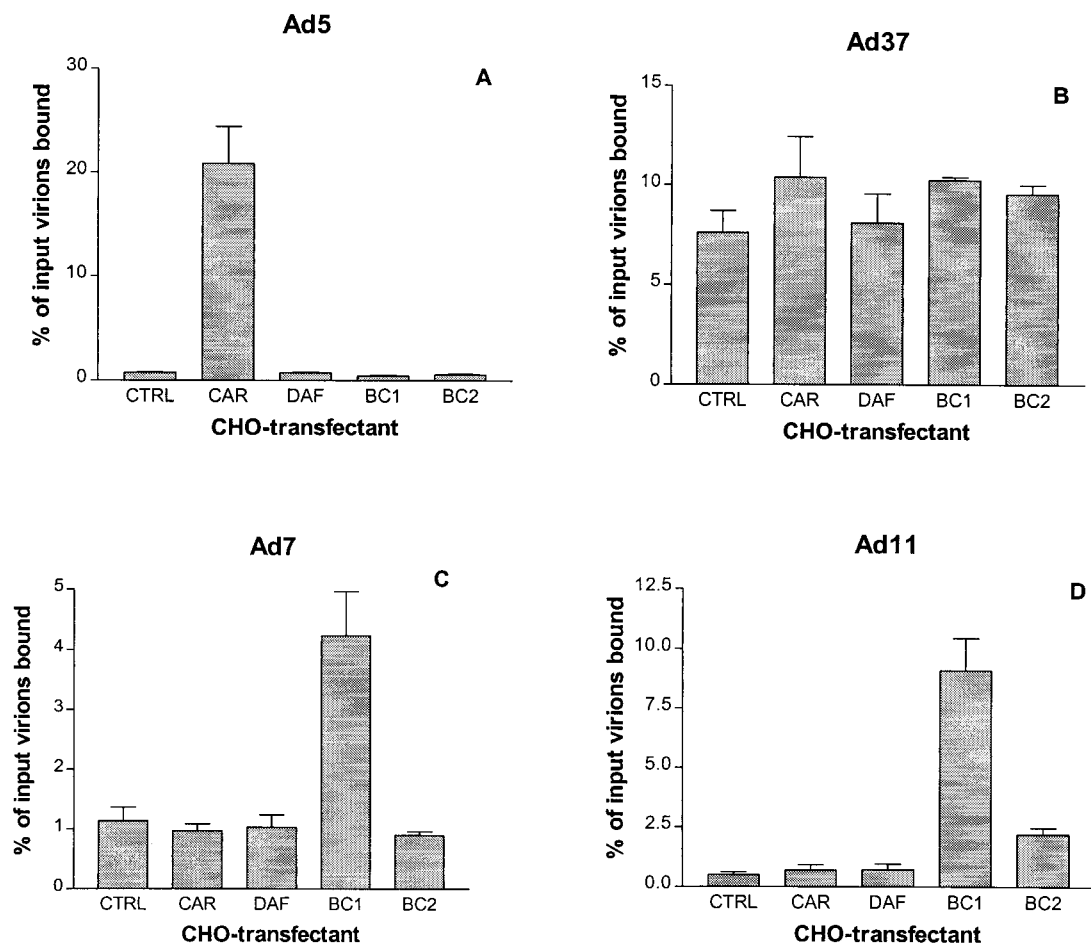 Ad5
A
% of input virions bound
30
20
10
0
CTRL CAR DAF BC1 BC2
CHO-transfectant
Ad37
B
% of input virions bound
15
10
5
0
CTRL CAR DAF BC1 BC2
CHO-transfectant
Ad7
C
% of input virions bound
5
4
3
2
1
0
CTRL CAR DAF BC1 BC2
CHO-transfectant
Ad11
D
% of input virions bound
12.5
10.0
7.5
5.0
2.5
0.0
CTRL CAR DAF BC1 BC2
CHO-transfectant